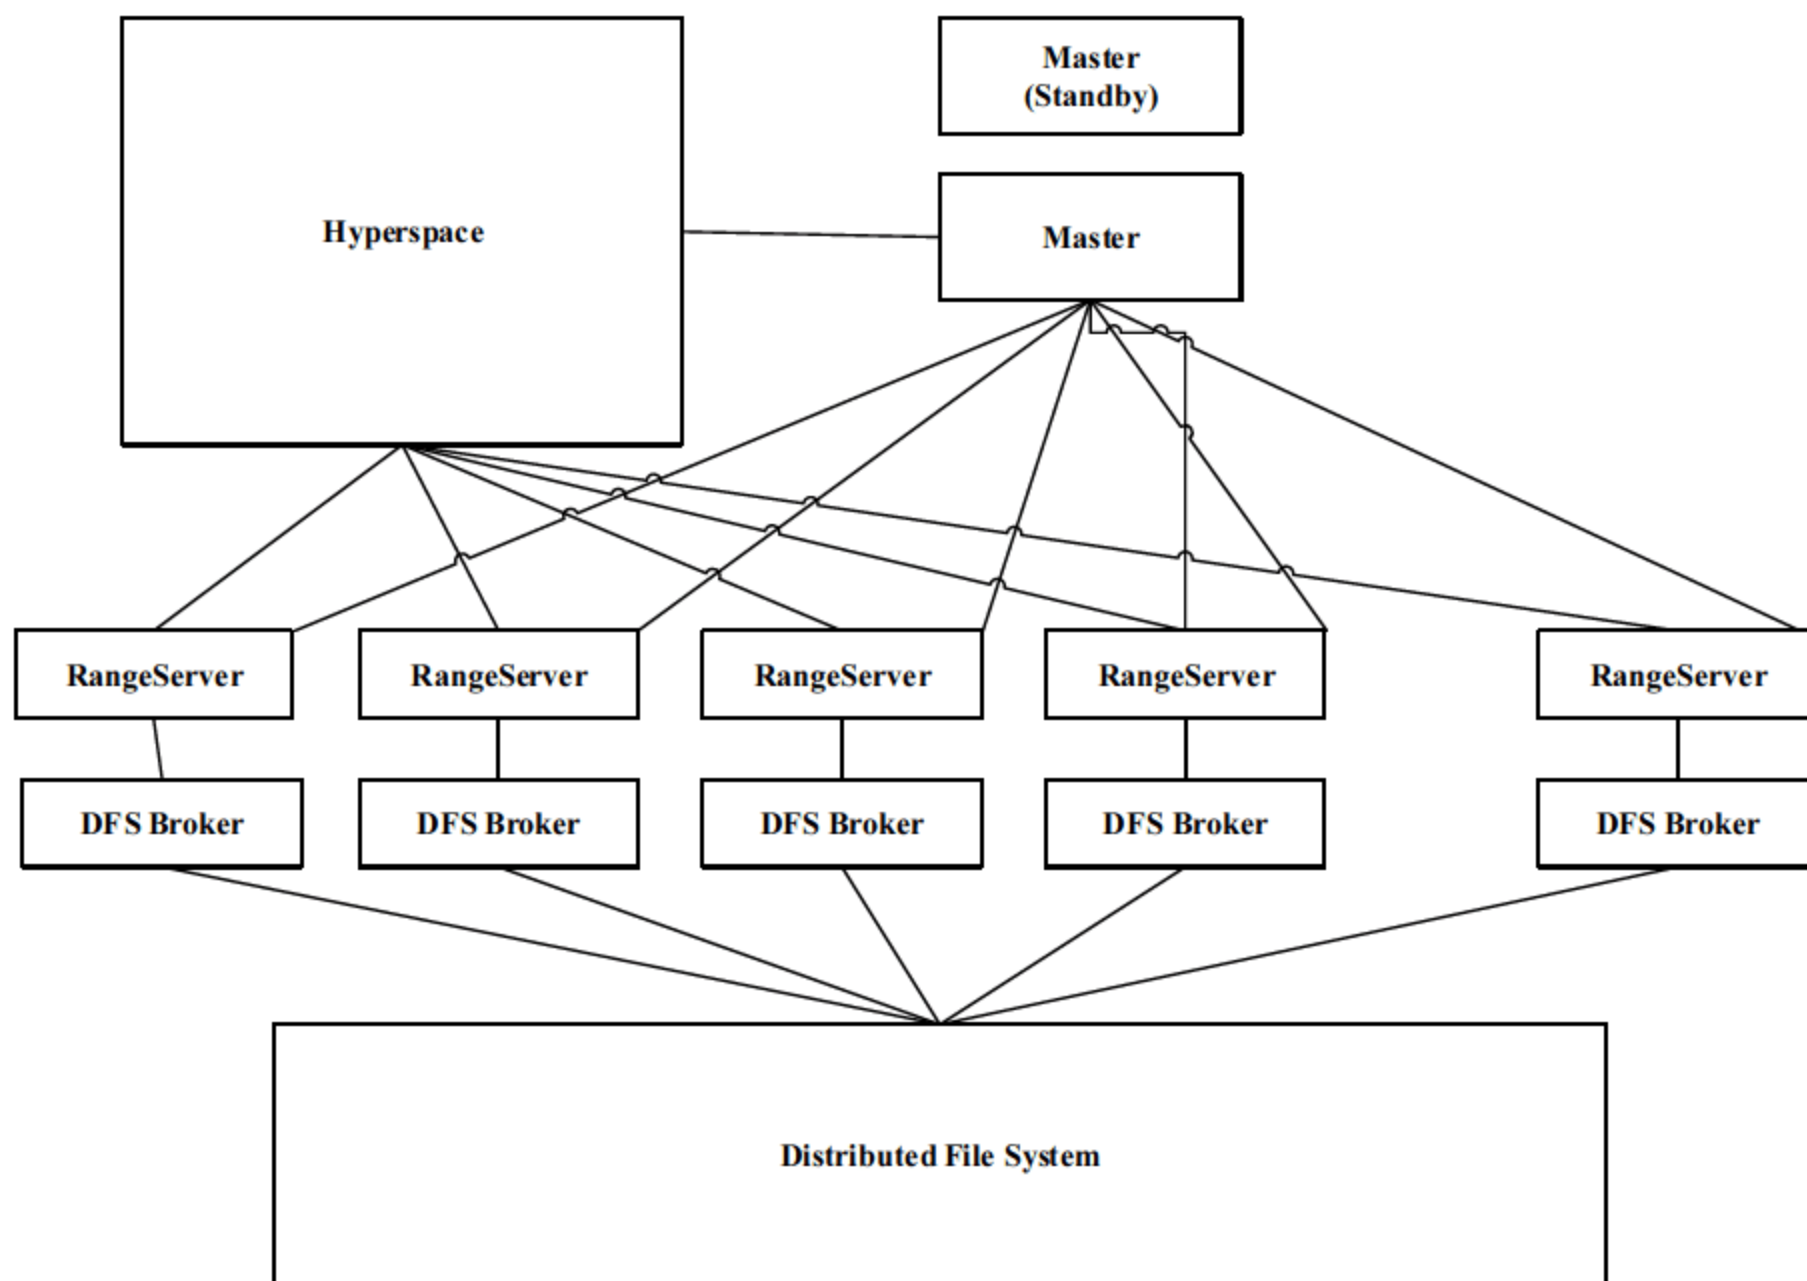 Master
(Standby)
Hyperspace
Master
RangeServer
RangeServer
RangeServer
RangeServer
RangeServer
DFS Broker
DFS Broker
DFS Broker
DFS Broker
DFS Broker
Distributed File System